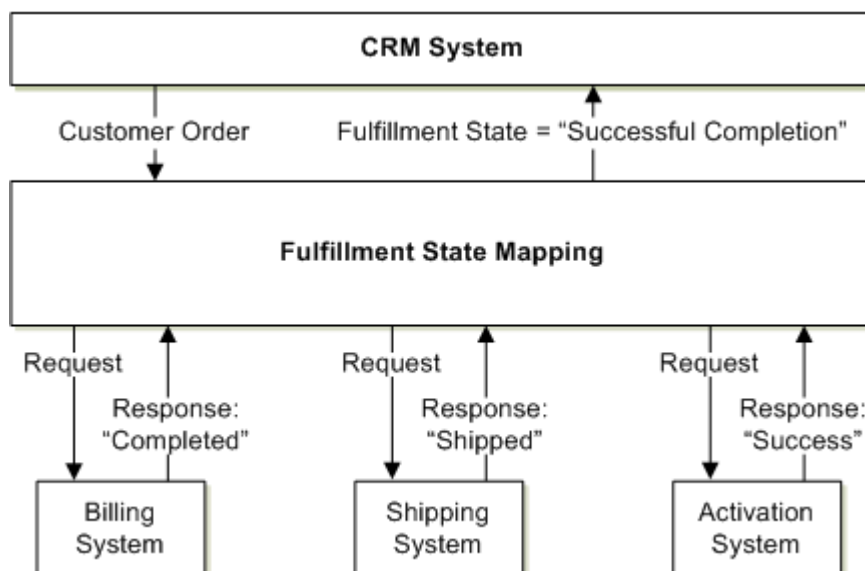 CRM System
Customer Order
Fulfillment State = “Successful Completion”
Fulfillment State Mapping
Request
Response:
“Completed”
Request
Response:
“Shipped”
Request
Response:
“Success”
Billing
System
Shipping
System
Activation
System